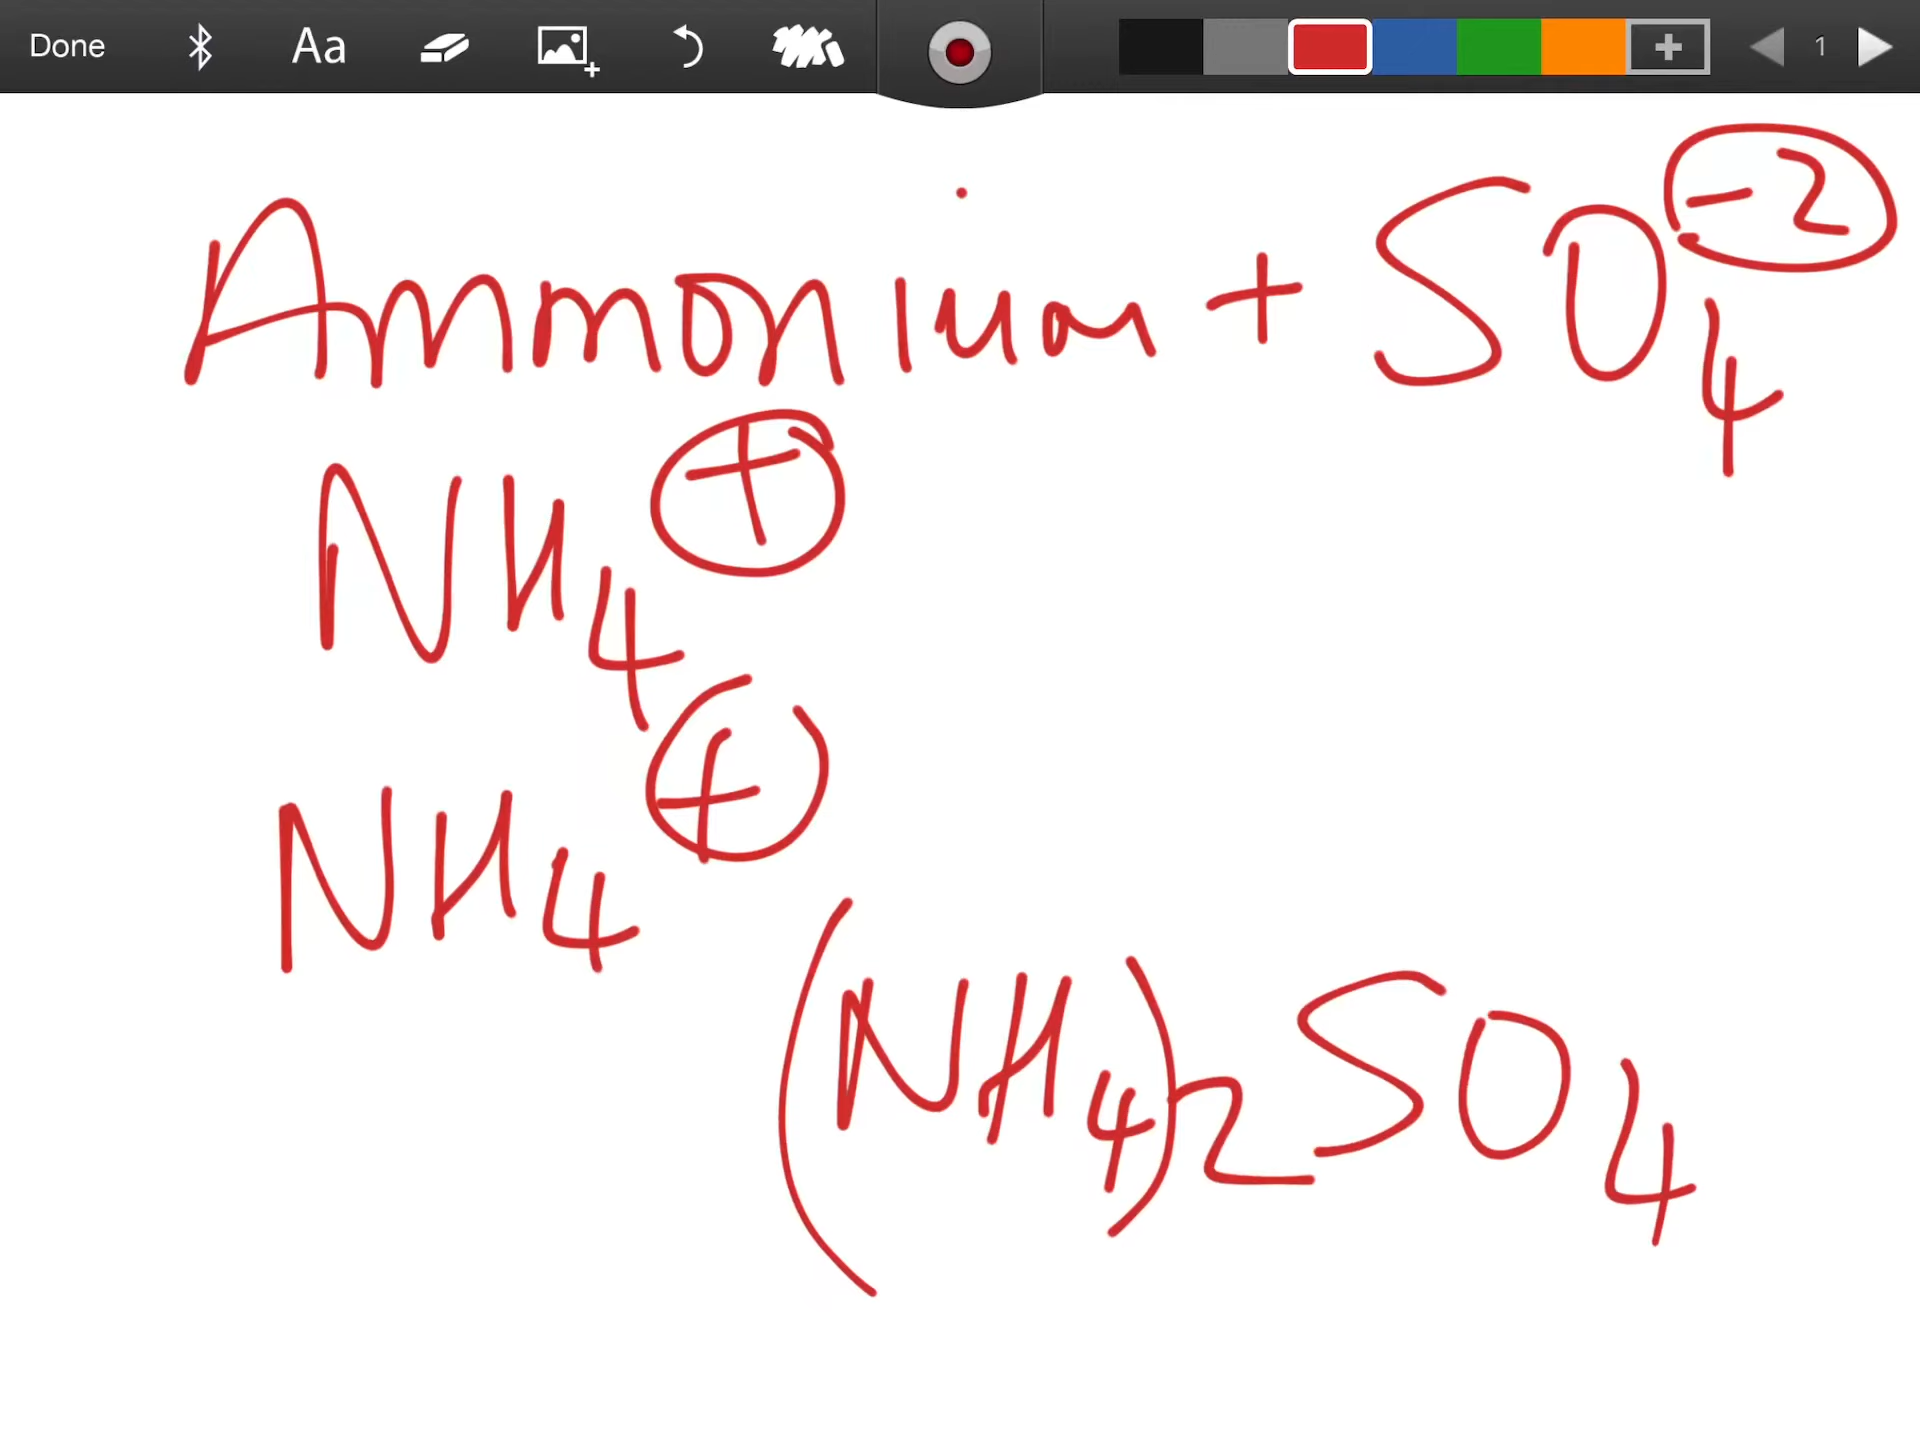 Done Aa 1
Ammonium + SO₄⁻²
NH₄⁺
NH₄⁺
(NH₄)₂SO₄